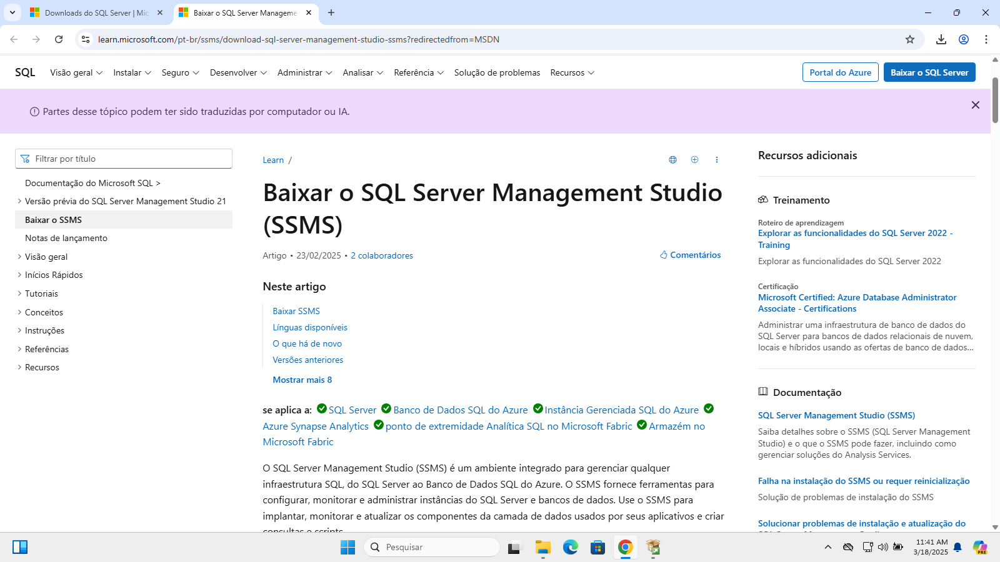 Downloads do SQL Server | Mic
Baixar o SQL Server Manageme
learn.microsoft.com/pt-br/ssms/download-sql-server-management-studio-ssms?redirectedfrom=MSDN
SQL
Visão geral
Instalar
Seguro
Desenvolver
Administrar
Analisar
Referência
Solução de problemas
Recursos
Portal do Azure
Baixar o SQL Server
Partes desse tópico podem ter sido traduzidas por computador ou IA.
Filtrar por título
Documentação do Microsoft SQL >
Versão prévia do SQL Server Management Studio 21
Baixar o SSMS
Notas de lançamento
Visão geral
Inícios Rápidos
Tutoriais
Conceitos
Instruções
Referências
Recursos
Learn /
Baixar o SQL Server Management Studio
(SSMS)
Artigo • 23/02/2025 • 2 colaboradores
Comentários
Neste artigo
Baixar SSMS
Línguas disponíveis
O que há de novo
Versões anteriores
Mostrar mais 8
se aplica a: SQL Server Banco de Dados SQL do Azure Instância Gerenciada SQL do Azure
Azure Synapse Analytics ponto de extremidade Analítica SQL no Microsoft Fabric Armazém no
Microsoft Fabric
O SQL Server Management Studio (SSMS) é um ambiente integrado para gerenciar qualquer
infraestrutura SQL, do SQL Server ao Banco de Dados SQL do Azure. O SSMS fornece ferramentas para
configurar, monitorar e administrar instâncias do SQL Server e bancos de dados. Use o SSMS para
implantar, monitorar e atualizar os componentes da camada de dados usados por seus aplicativos e criar
consultas e scripts.
Recursos adicionais
Treinamento
Roteiro de aprendizagem
Explorar as funcionalidades do SQL Server 2022 -
Training
Explorar as funcionalidades do SQL Server 2022
Certificação
Microsoft Certified: Azure Database Administrator
Associate - Certifications
Administrar uma infraestrutura de banco de dados do
SQL Server para bancos de dados relacionais de nuvem,
locais e híbridos usando as ofertas de banco de dados...
Documentação
SQL Server Management Studio (SSMS)
Saiba detalhes sobre o SSMS (SQL Server Management
Studio) e o que o SSMS pode fazer, incluindo como
gerenciar soluções do Analysis Services.
Falha na instalação do SSMS ou requer reinicialização
Solução de problemas de instalação do SSMS
Solucionar problemas de instalação e atualização do
Pesquisar
11:41 AM
3/18/2025
PRE